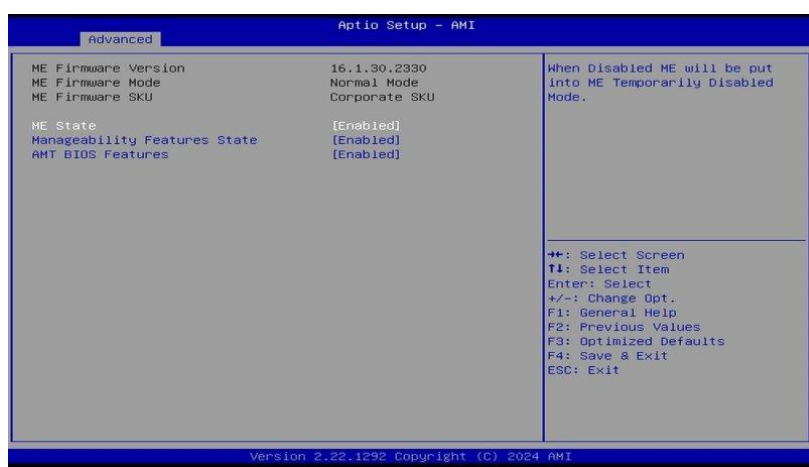 Aptio Setup – AMI
Advanced
ME Firmware Version 16.1.30.2330
ME Firmware Mode Normal Mode
ME Firmware SKU Corporate SKU
ME State [Enabled]
Manageability Features State [Enabled]
AMT BIOS Features [Enabled]
When Disabled ME will be put
into ME Temporarily Disabled
Mode.
→←: Select Screen
↑↓: Select Item
Enter: Select
+/-: Change Opt.
F1: General Help
F2: Previous Values
F3: Optimized Defaults
F4: Save & Exit
ESC: Exit
Version 2.22.1292 Copyright (C) 2024 AMI